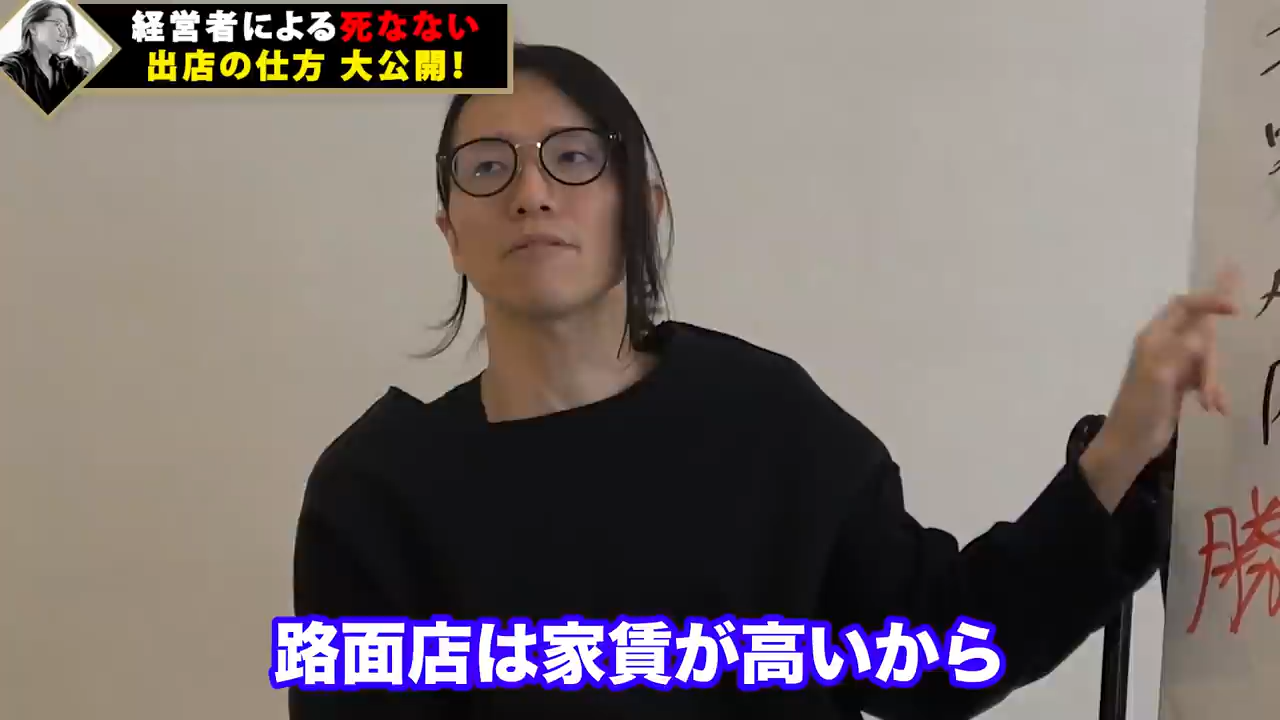 経営者による死なない
出店の仕方 大公開!
勝
路面店は家賃が高いから